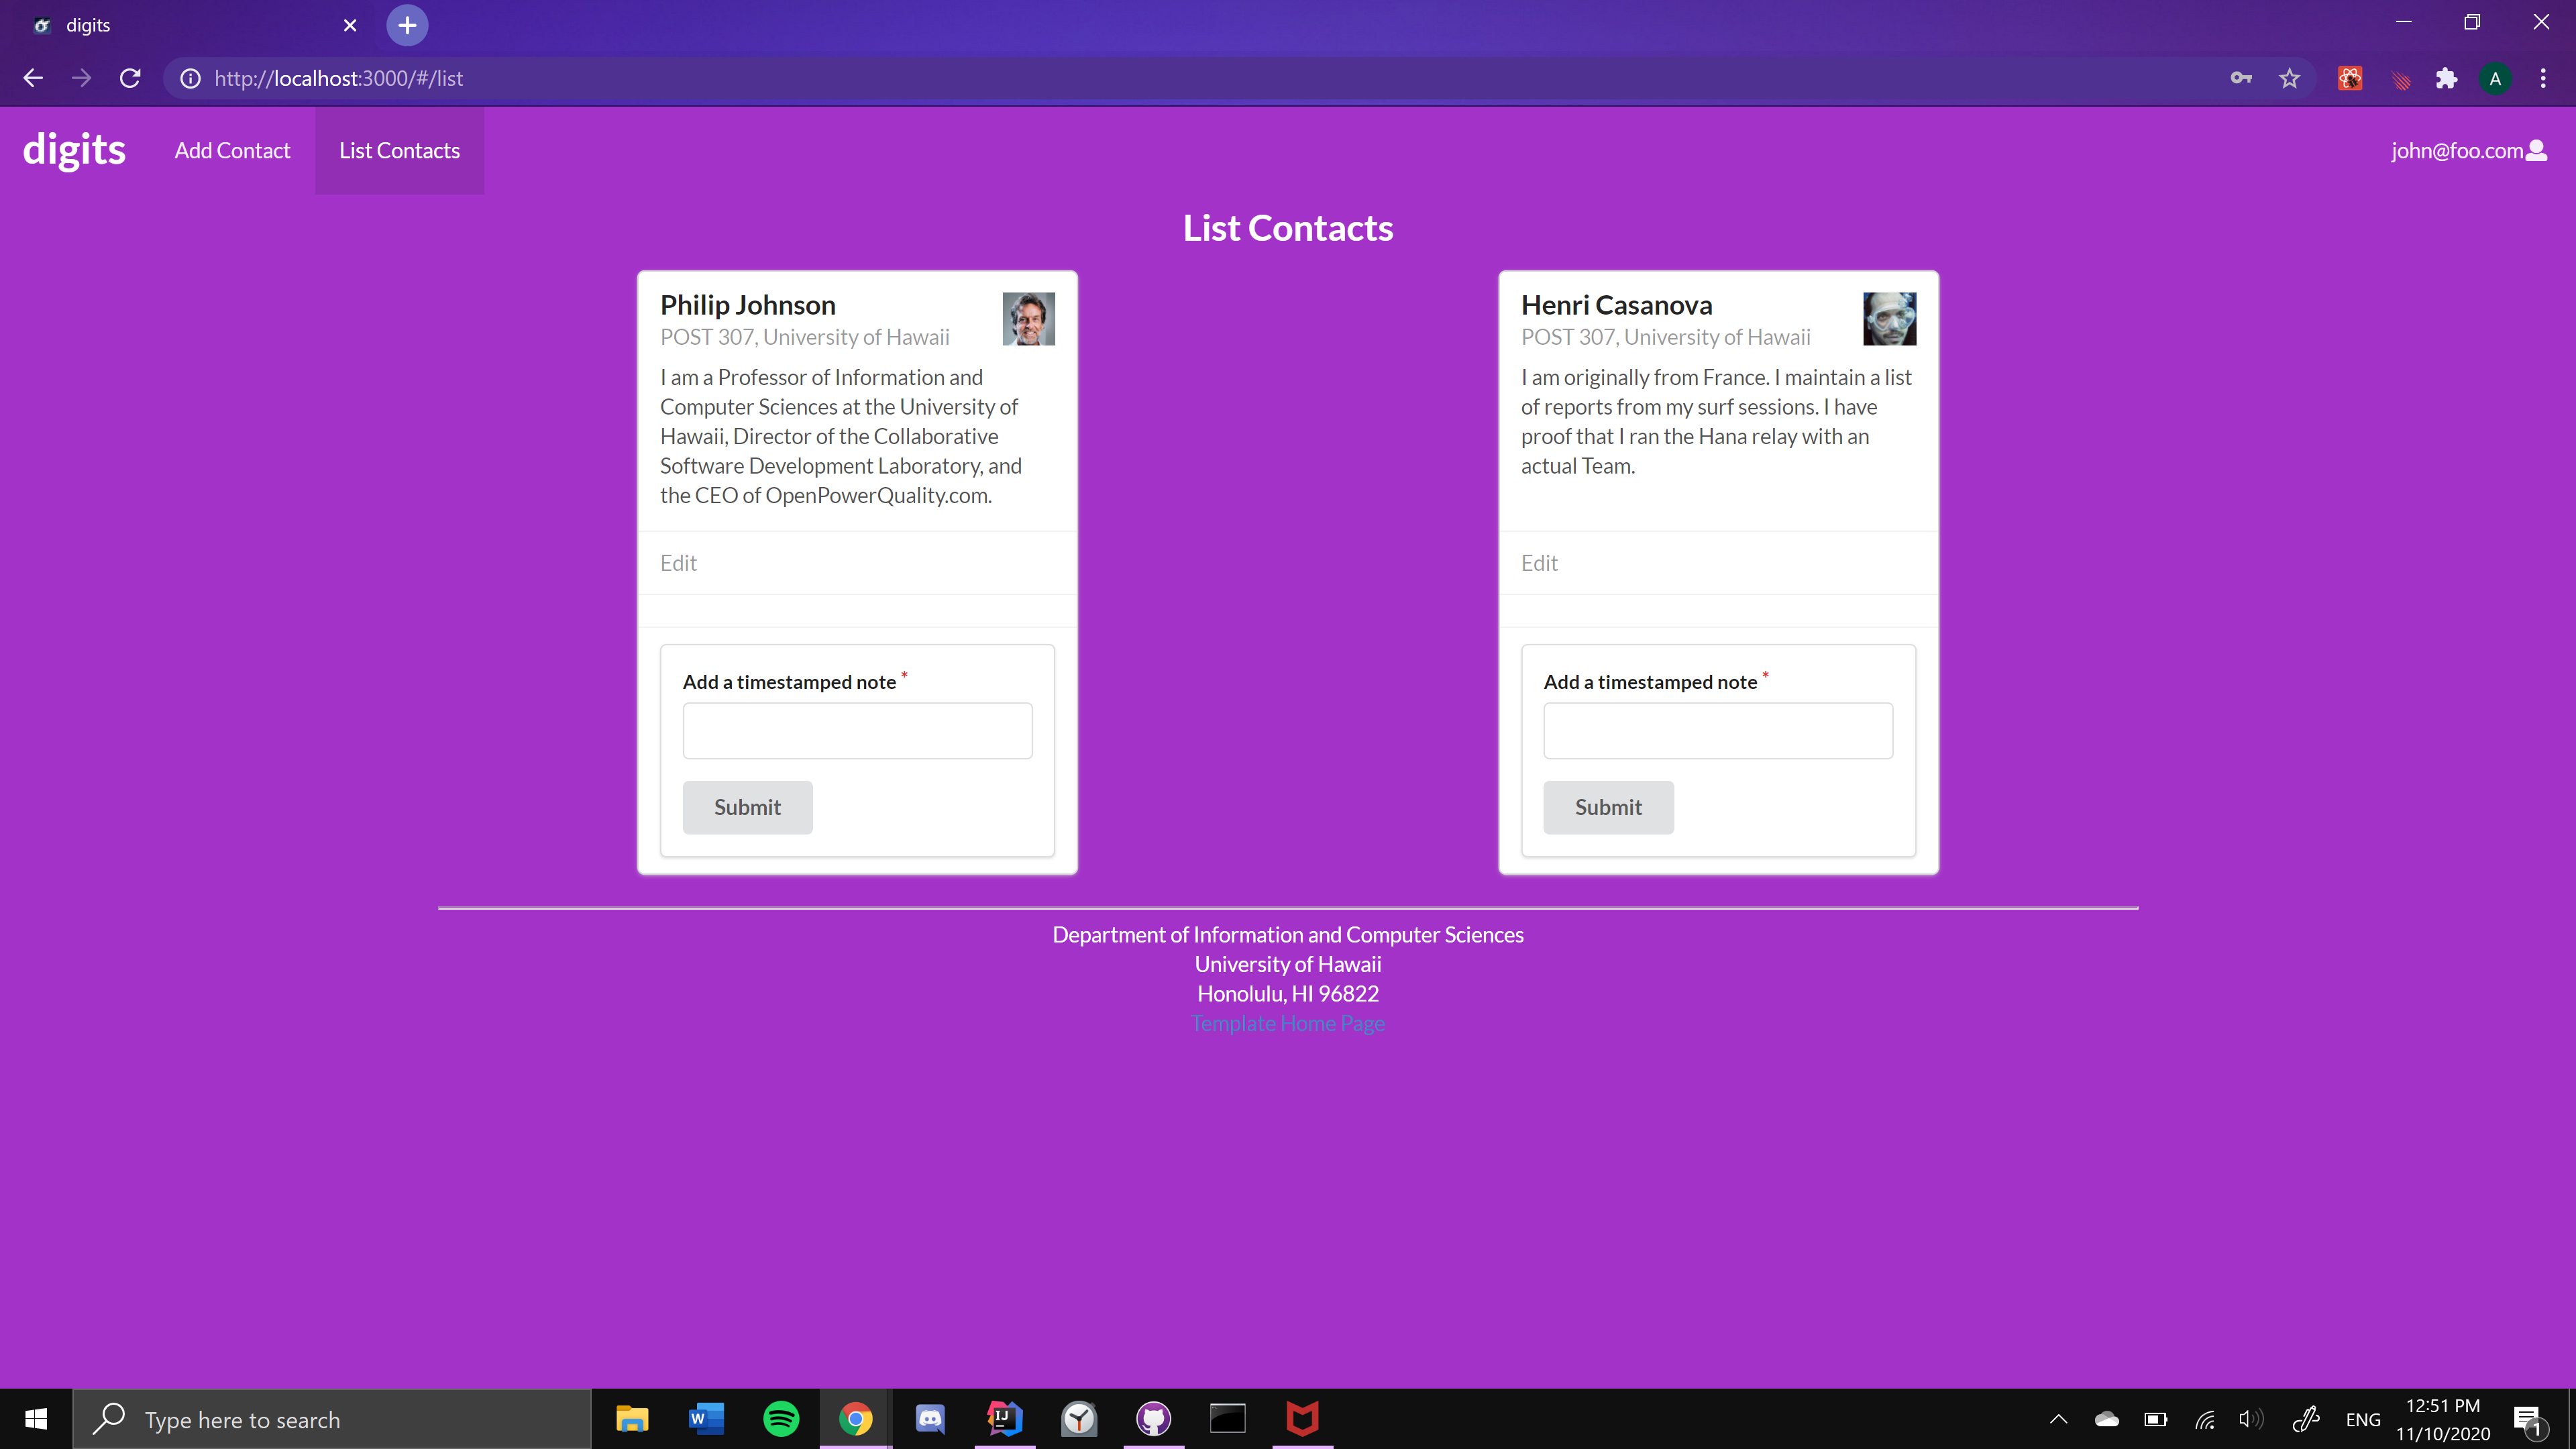 digits
http://localhost:3000/#/list
A
digits
Add Contact
List Contacts
john@foo.com
List Contacts
Philip Johnson
POST 307, University of Hawaii
I am a Professor of Information and
Computer Sciences at the University of
Hawaii, Director of the Collaborative
Software Development Laboratory, and
the CEO of OpenPowerQuality.com.
Edit
Add a timestamped note *
Submit
Henri Casanova
POST 307, University of Hawaii
I am originally from France. I maintain a list
of reports from my surf sessions. I have
proof that I ran the Hana relay with an
actual Team.
Edit
Add a timestamped note *
Submit
Department of Information and Computer Sciences
University of Hawaii
Honolulu, HI 96822
Template Home Page
Type here to search
W
IJ
ENG
12:51 PM
11/10/2020
1